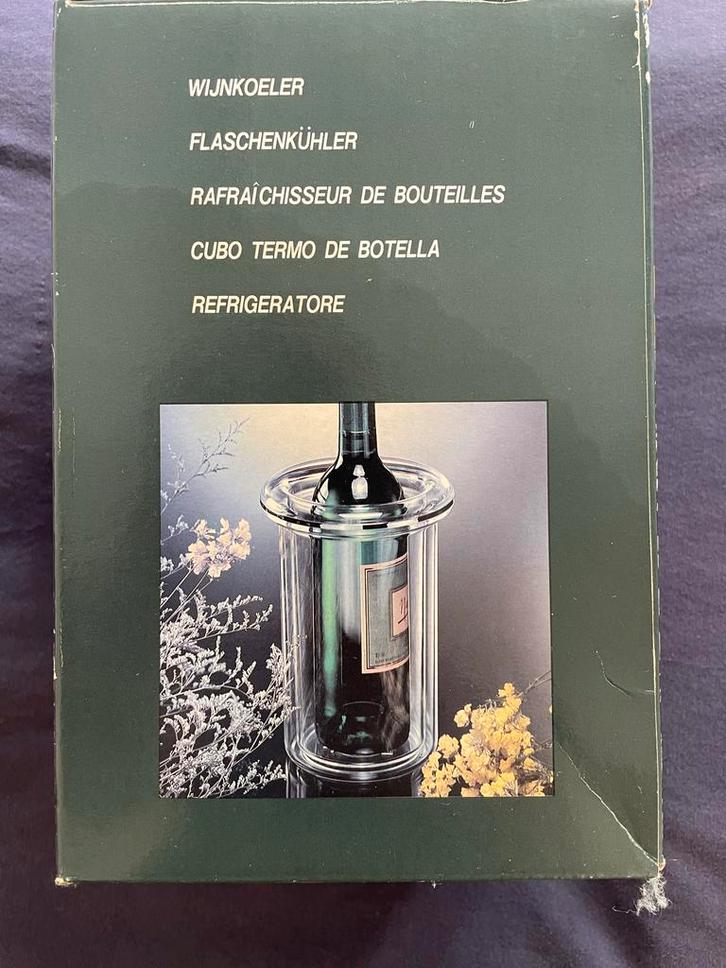 WIJNKOELER
FLASCHENKÜHLER
RAFRAÎCHISSEUR DE BOUTEILLES
CUBO TERMO DE BOTELLA
REFRIGERATORE